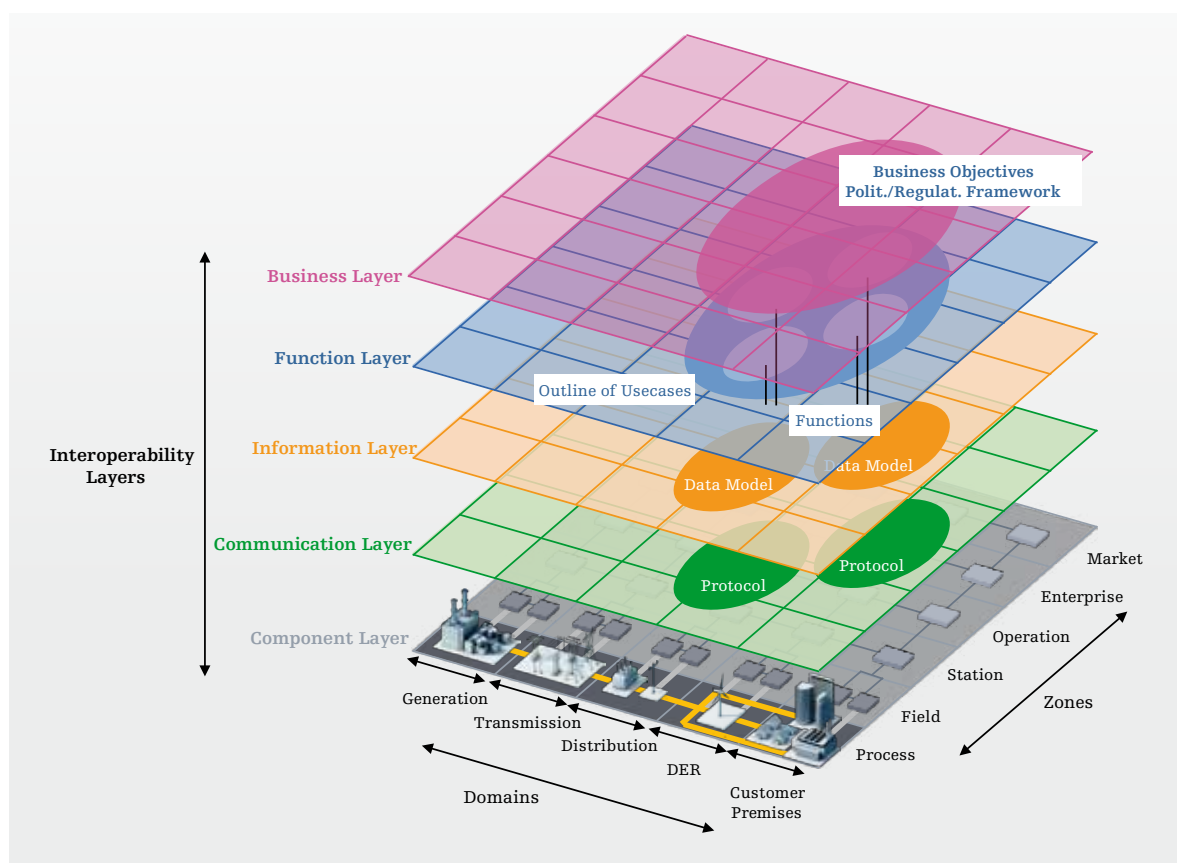 Business Objectives
Polit./Regulat. Framework
Business Layer
Function Layer
Outline of Usecases
Functions
Information Layer
Data Model
Data Model
Interoperability
Layers
Communication Layer
Protocol
Protocol
Component Layer
Market
Enterprise
Operation
Station
Field
Process
Zones
Generation
Transmission
Distribution
DER
Customer
Premises
Domains